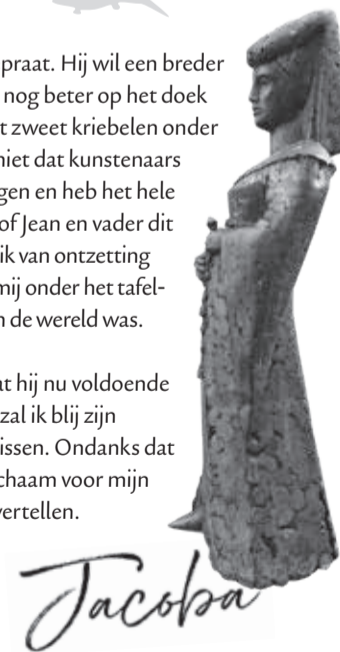 praat. Hij wil een breder
nog beter op het doek
t zweet kriebelen onder
niet dat kunstenaars
gen en heb het hele
of Jean en vader dit
ik van ontzetting
mij onder het tafel-
n de wereld was.
at hij nu voldoende
zal ik blij zijn
issen. Ondanks dat
chaam voor mijn
vertellen.
Jacoba